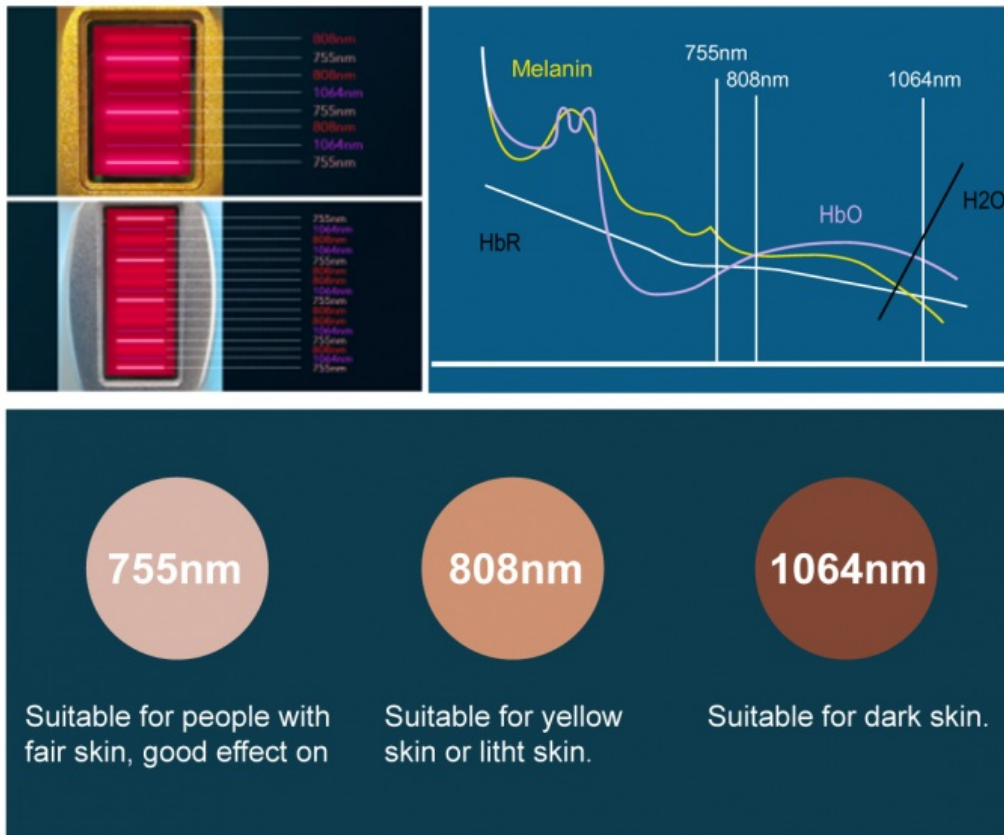 808nm
755nm
808nm
1064nm
755nm
808nm
1064nm
755nm
755nm
1064nm
808nm
1064nm
755nm
808nm
808nm
1064nm
755nm
808nm
808nm
1064nm
755nm
808nm
1064nm
755nm
Melanin
755nm
808nm
1064nm
HbR
HbO
H2O
755nm
808nm
1064nm
Suitable for people with
fair skin, good effect on
Suitable for yellow
skin or litht skin.
Suitable for dark skin.